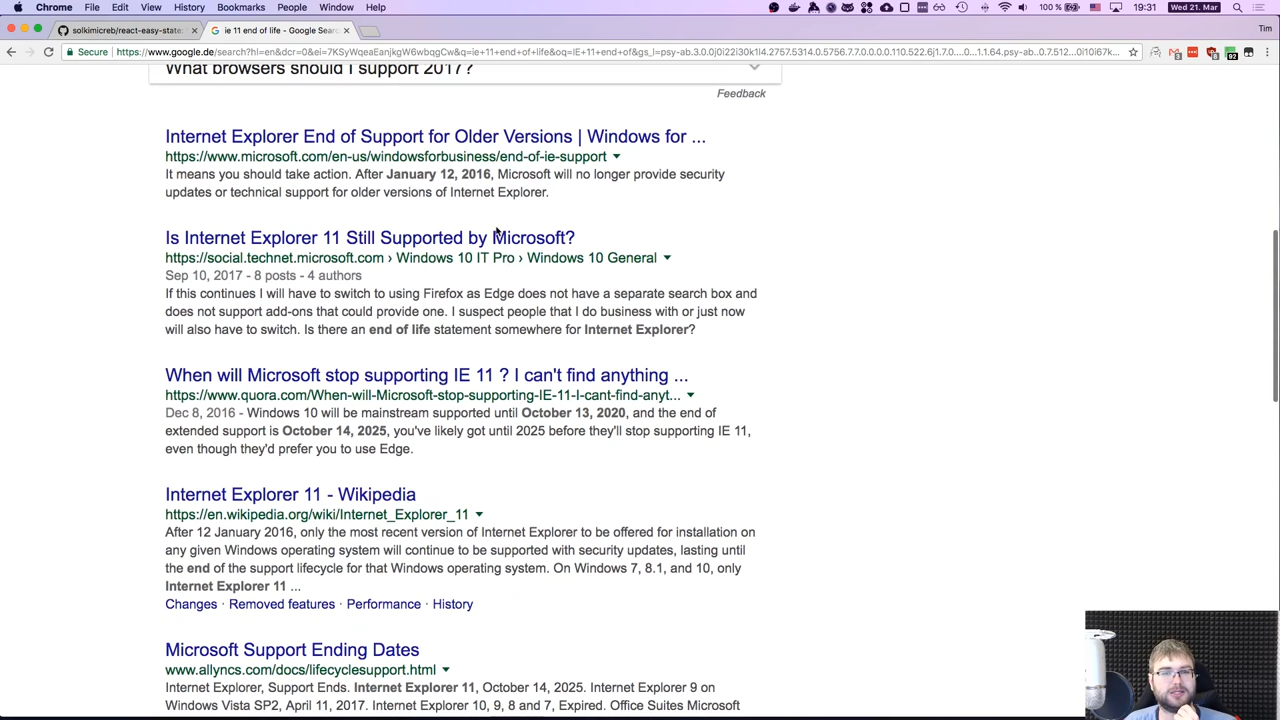 Chrome File Edit View History Bookmarks People Window Help 100 % Wed 21. Mar 19:31
solkimicreb/react-easy-state: ie 11 end of life - Google Sear Tim
Secure https://www.google.de/search?hl=en&dcr=0&ei=7KSyWqeaEanjkgW6wbqgCw&q=ie+11+end+of+life&oq=IE+11+end+of&gs_l=psy-ab.3.0.0j0i22i30k1l4.2757.5314.0.5756.7.7.0.0.0.0.110.522.6j1.7.0....0...1.1.64.psy-ab..0.7.512...0j0i10i67k...
What browsers should I support 2017?
Feedback
Internet Explorer End of Support for Older Versions | Windows for ...
https://www.microsoft.com/en-us/windowsforbusiness/end-of-ie-support
It means you should take action. After January 12, 2016, Microsoft will no longer provide security
updates or technical support for older versions of Internet Explorer.
Is Internet Explorer 11 Still Supported by Microsoft?
https://social.technet.microsoft.com › Windows 10 IT Pro › Windows 10 General
Sep 10, 2017 - 8 posts - 4 authors
If this continues I will have to switch to using Firefox as Edge does not have a separate search box and
does not support add-ons that could provide one. I suspect people that I do business with or just now
will also have to switch. Is there an end of life statement somewhere for Internet Explorer?
When will Microsoft stop supporting IE 11 ? I can't find anything ...
https://www.quora.com/When-will-Microsoft-stop-supporting-IE-11-I-cant-find-anyt...
Dec 8, 2016 - Windows 10 will be mainstream supported until October 13, 2020, and the end of
extended support is October 14, 2025, you've likely got until 2025 before they'll stop supporting IE 11,
even though they'd prefer you to use Edge.
Internet Explorer 11 - Wikipedia
https://en.wikipedia.org/wiki/Internet_Explorer_11
After 12 January 2016, only the most recent version of Internet Explorer to be offered for installation on
any given Windows operating system will continue to be supported with security updates, lasting until
the end of the support lifecycle for that Windows operating system. On Windows 7, 8.1, and 10, only
Internet Explorer 11 ...
Changes · Removed features · Performance · History
Microsoft Support Ending Dates
www.allyncs.com/docs/lifecyclesupport.html
Internet Explorer, Support Ends. Internet Explorer 11, October 14, 2025. Internet Explorer 9 on
Windows Vista SP2, April 11, 2017. Internet Explorer 10, 9, 8 and 7, Expired. Office Suites Microsoft